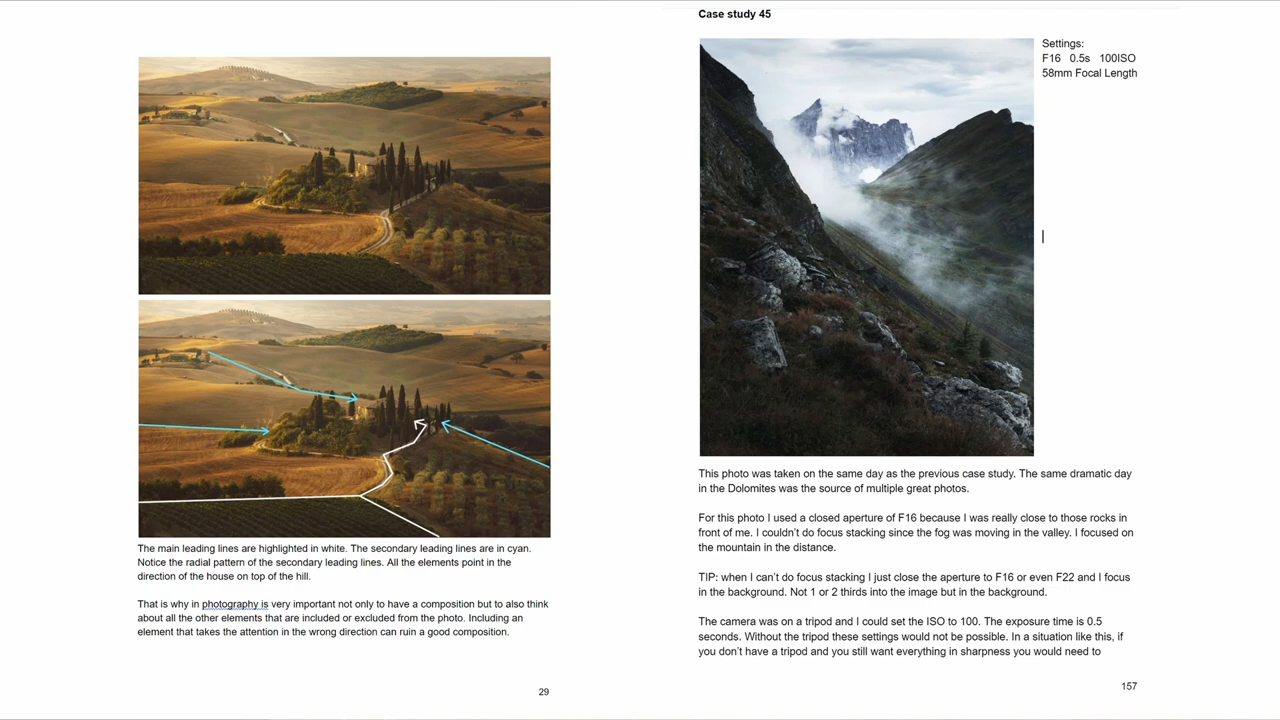 The main leading lines are highlighted in white. The secondary leading lines are in cyan.
Notice the radial pattern of the secondary leading lines. All the elements point in the
direction of the house on top of the hill.
That is why in photography is very important not only to have a composition but to also think
about all the other elements that are included or excluded from the photo. Including an
element that takes the attention in the wrong direction can ruin a good composition.
29
Case study 45
Settings:
F16 0.5s 100ISO
58mm Focal Length
This photo was taken on the same day as the previous case study. The same dramatic day
in the Dolomites was the source of multiple great photos.
For this photo I used a closed aperture of F16 because I was really close to those rocks in
front of me. I couldn’t do focus stacking since the fog was moving in the valley. I focused on
the mountain in the distance.
TIP: when I can’t do focus stacking I just close the aperture to F16 or even F22 and I focus
in the background. Not 1 or 2 thirds into the image but in the background.
The camera was on a tripod and I could set the ISO to 100. The exposure time is 0.5
seconds. Without the tripod these settings would not be possible. In a situation like this, if
you don’t have a tripod and you still want everything in sharpness you would need to
157